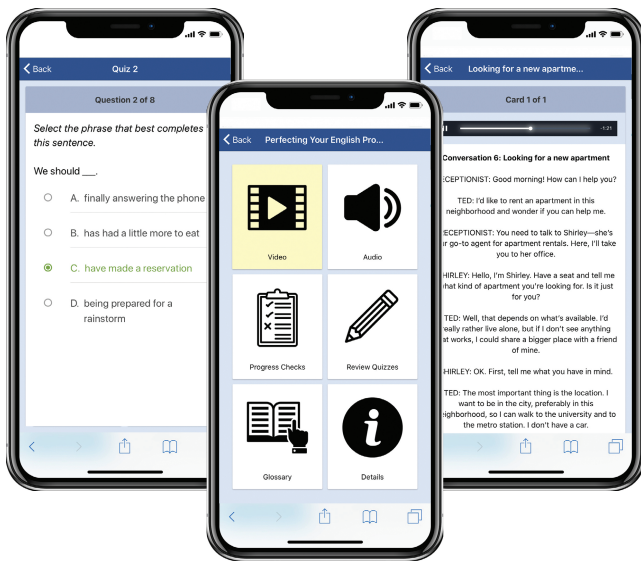 Back Quiz 2
Question 2 of 8
Select the phrase that best completes
this sentence.
We should ___.
A. finally answering the phone
B. has had a little more to eat
C. have made a reservation
D. being prepared for a
rainstorm
Back Perfecting Your English Pro...
Video
Audio
Progress Checks
Review Quizzes
Glossary
Details
Back Looking for a new apartme...
Card 1 of 1
-1:21
Conversation 6: Looking for a new apartment
Good morning! How can I help you?
TED: I'd like to rent an apartment in this
neighborhood and wonder if you can help me.
You need to talk to Shirley—she's
go-to agent for apartment rentals. Here, I'll take
you to her office.
Hello, I'm Shirley. Have a seat and tell me
kind of apartment you're looking for. Is it just
for you?
TED: Well, that depends on what's available. I'd
really rather live alone, but if I don't see anything
works, I could share a bigger place with a friend
of mine.
SHIRLEY: OK. First, tell me what you have in mind.
TED: The most important thing is the location. I
want to be in the city, preferably in this
neighborhood, so I can walk to the university and to
the metro station. I don't have a car.